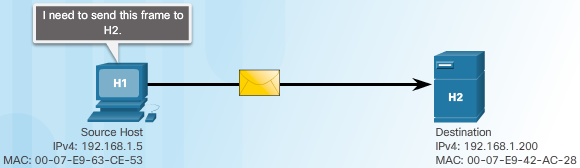 I need to send this frame to
H2.
H1
H2
Source Host
IPv4: 192.168.1.5
MAC: 00-07-E9-63-CE-53
Destination
IPv4: 192.168.1.200
MAC: 00-07-E9-42-AC-28